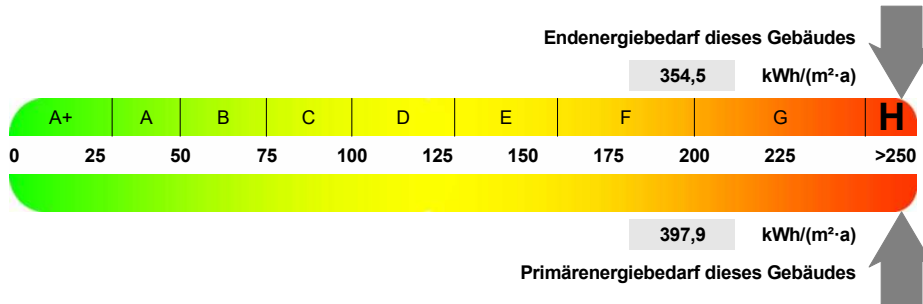 Endenergiebedarf dieses Gebäudes
354,5 kWh/(m²·a)
A+ A B C D E F G H
0 25 50 75 100 125 150 175 200 225 >250
397,9 kWh/(m²·a)
Primärenergiebedarf dieses Gebäudes